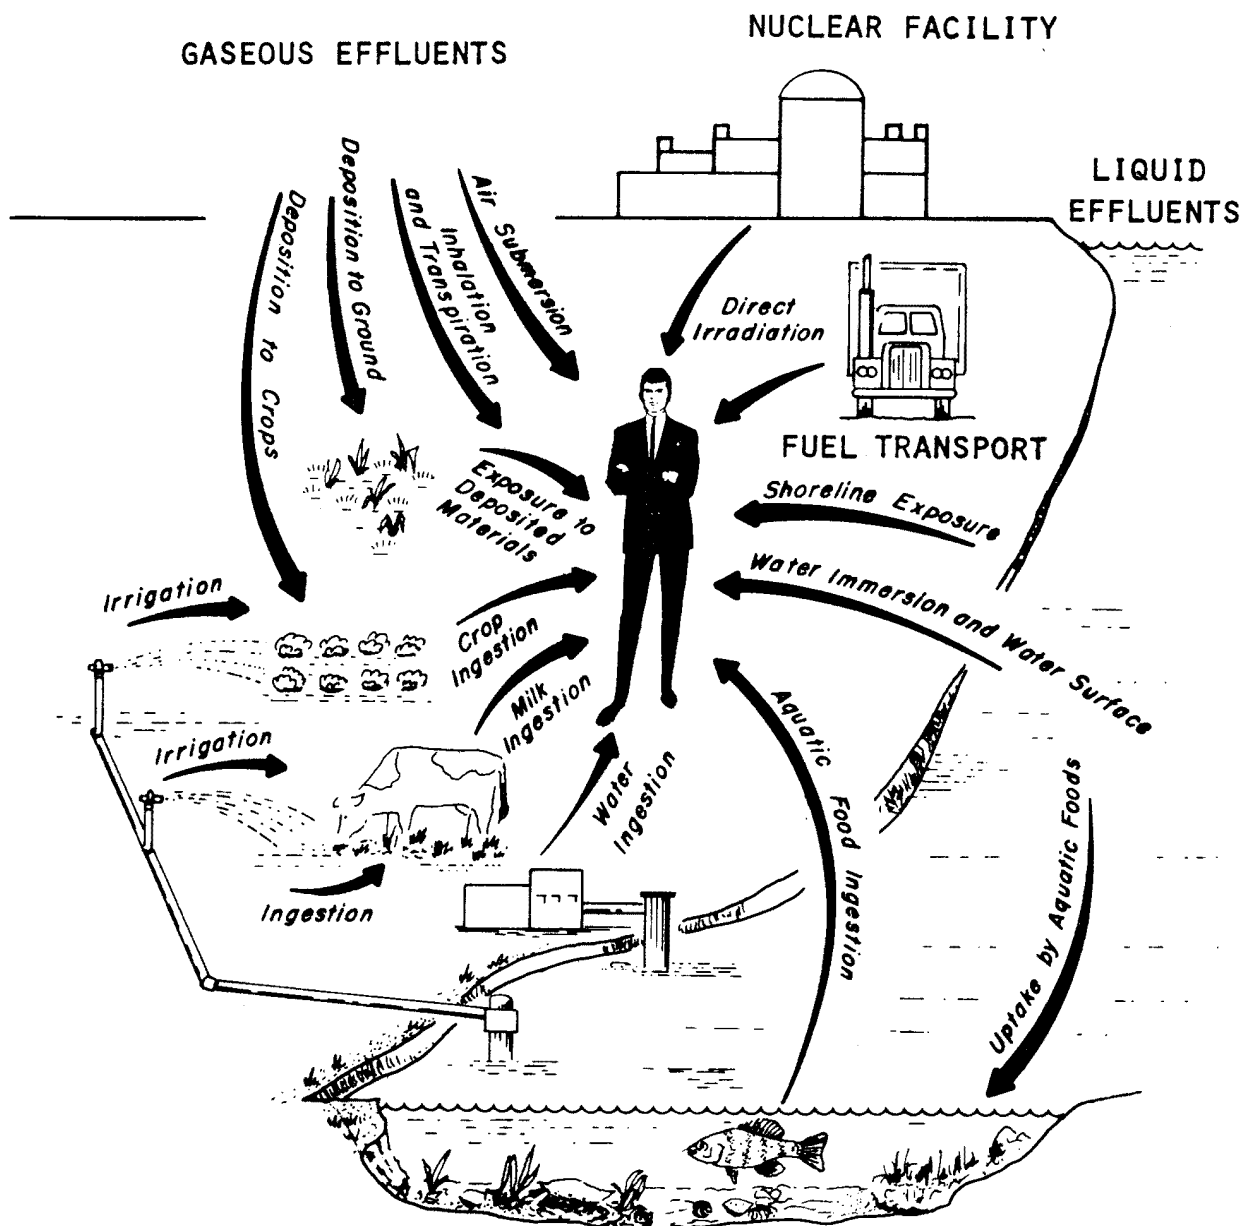 NUCLEAR FACILITY
GASEOUS EFFLUENTS
LIQUID
EFFLUENTS
Deposition to Crops
Deposition to Ground
Inhalation
and Transpiration
Air Submersion
Direct
Irradiation
FUEL TRANSPORT
Exposure to
Deposited
Materials
Shoreline Exposure
Water Immersion and Water Surface
Irrigation
Crop
Ingestion
Milk
Ingestion
Irrigation
Water
Ingestion
Aquatic Food Ingestion
Uptake by Aquatic Foods
Ingestion